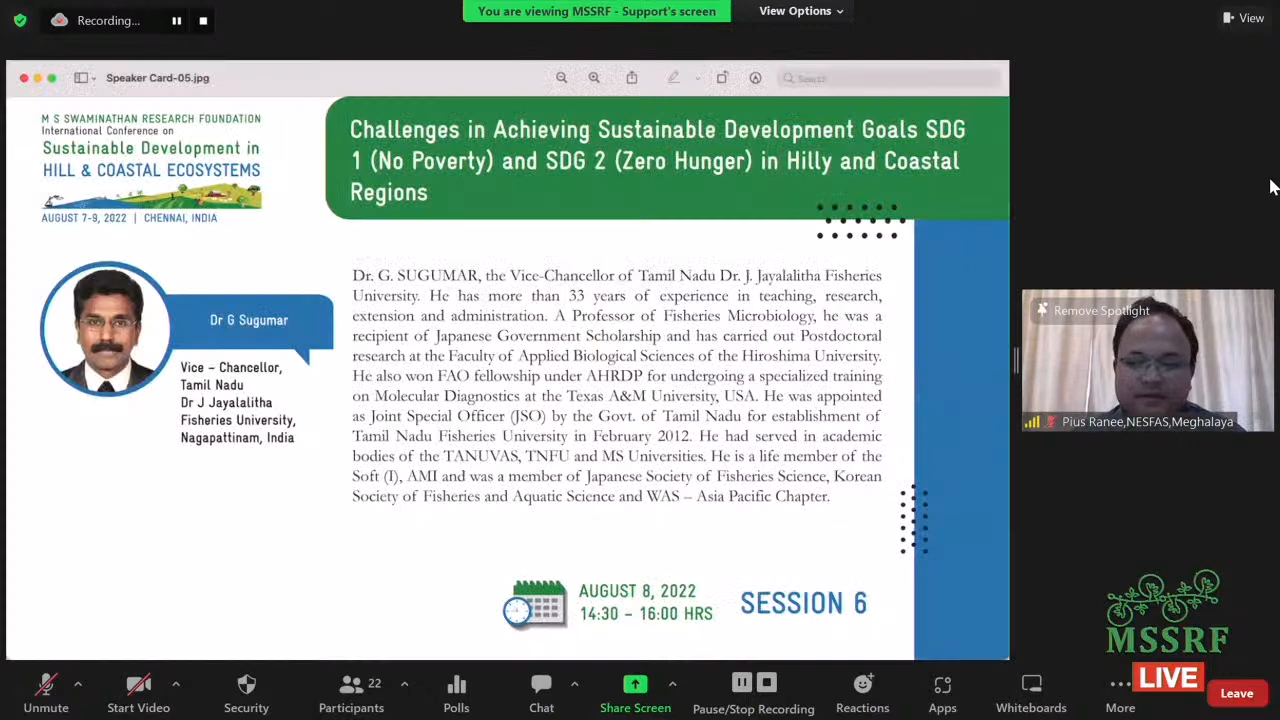 Recording...
You are viewing MSSRF - Support's screen
View Options
View
Speaker Card-05.jpg
Search
M S SWAMINATHAN RESEARCH FOUNDATION
International Conference on
Sustainable Development in
HILL & COASTAL ECOSYSTEMS
AUGUST 7-9, 2022 | CHENNAI, INDIA
Challenges in Achieving Sustainable Development Goals SDG
1 (No Poverty) and SDG 2 (Zero Hunger) in Hilly and Coastal
Regions
Dr G Sugumar
Vice – Chancellor,
Tamil Nadu
Dr J Jayalalitha
Fisheries University,
Nagapattinam, India
Dr. G. SUGUMAR, the Vice-Chancellor of Tamil Nadu Dr. J. Jayalalitha Fisheries
University. He has more than 33 years of experience in teaching, research,
extension and administration. A Professor of Fisheries Microbiology, he was a
recipient of Japanese Government Scholarship and has carried out Postdoctoral
research at the Faculty of Applied Biological Sciences of the Hiroshima University.
He also won FAO fellowship under AHRDP for undergoing a specialized training
on Molecular Diagnostics at the Texas A&M University, USA. He was appointed
as Joint Special Officer (JSO) by the Govt. of Tamil Nadu for establishment of
Tamil Nadu Fisheries University in February 2012. He had served in academic
bodies of the TANUVAS, TNFU and MS Universities. He is a life member of the
Soft (I), AMI and was a member of Japanese Society of Fisheries Science, Korean
Society of Fisheries and Aquatic Science and WAS – Asia Pacific Chapter.
AUGUST 8, 2022
14:30 – 16:00 HRS
SESSION 6
Remove Spotlight
Pius Ranee,NESFAS,Meghalaya
MSSRF
LIVE
Unmute
Start Video
Security
22
Participants
Polls
Chat
Share Screen
Pause/Stop Recording
Reactions
Apps
Whiteboards
More
Leave